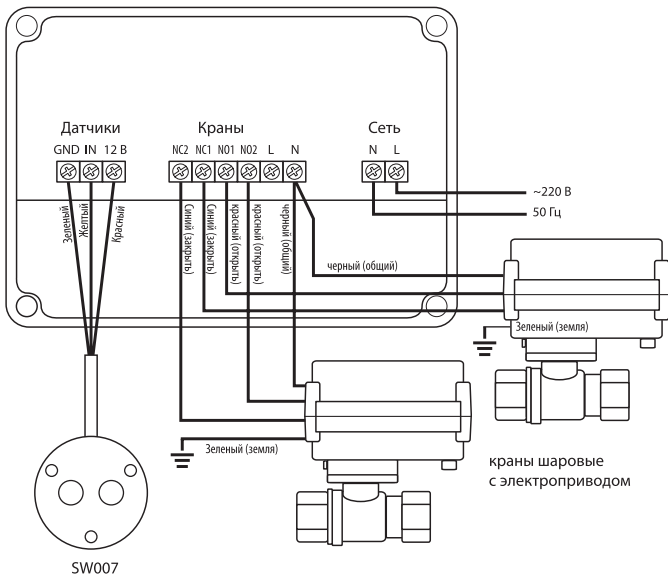 Датчики
Краны
Сеть
GND IN 12 В
NC2 NC1 NO1 NO2 L N
N L
Зеленый
Желтый
Красный
Синий (закрыть)
Синий (закрыть)
красный (открыть)
красный (открыть)
черный (общий)
черный (общий)
~220 В
50 Гц
Зеленый (земля)
Зеленый (земля)
краны шаровые
с электроприводом
SW007